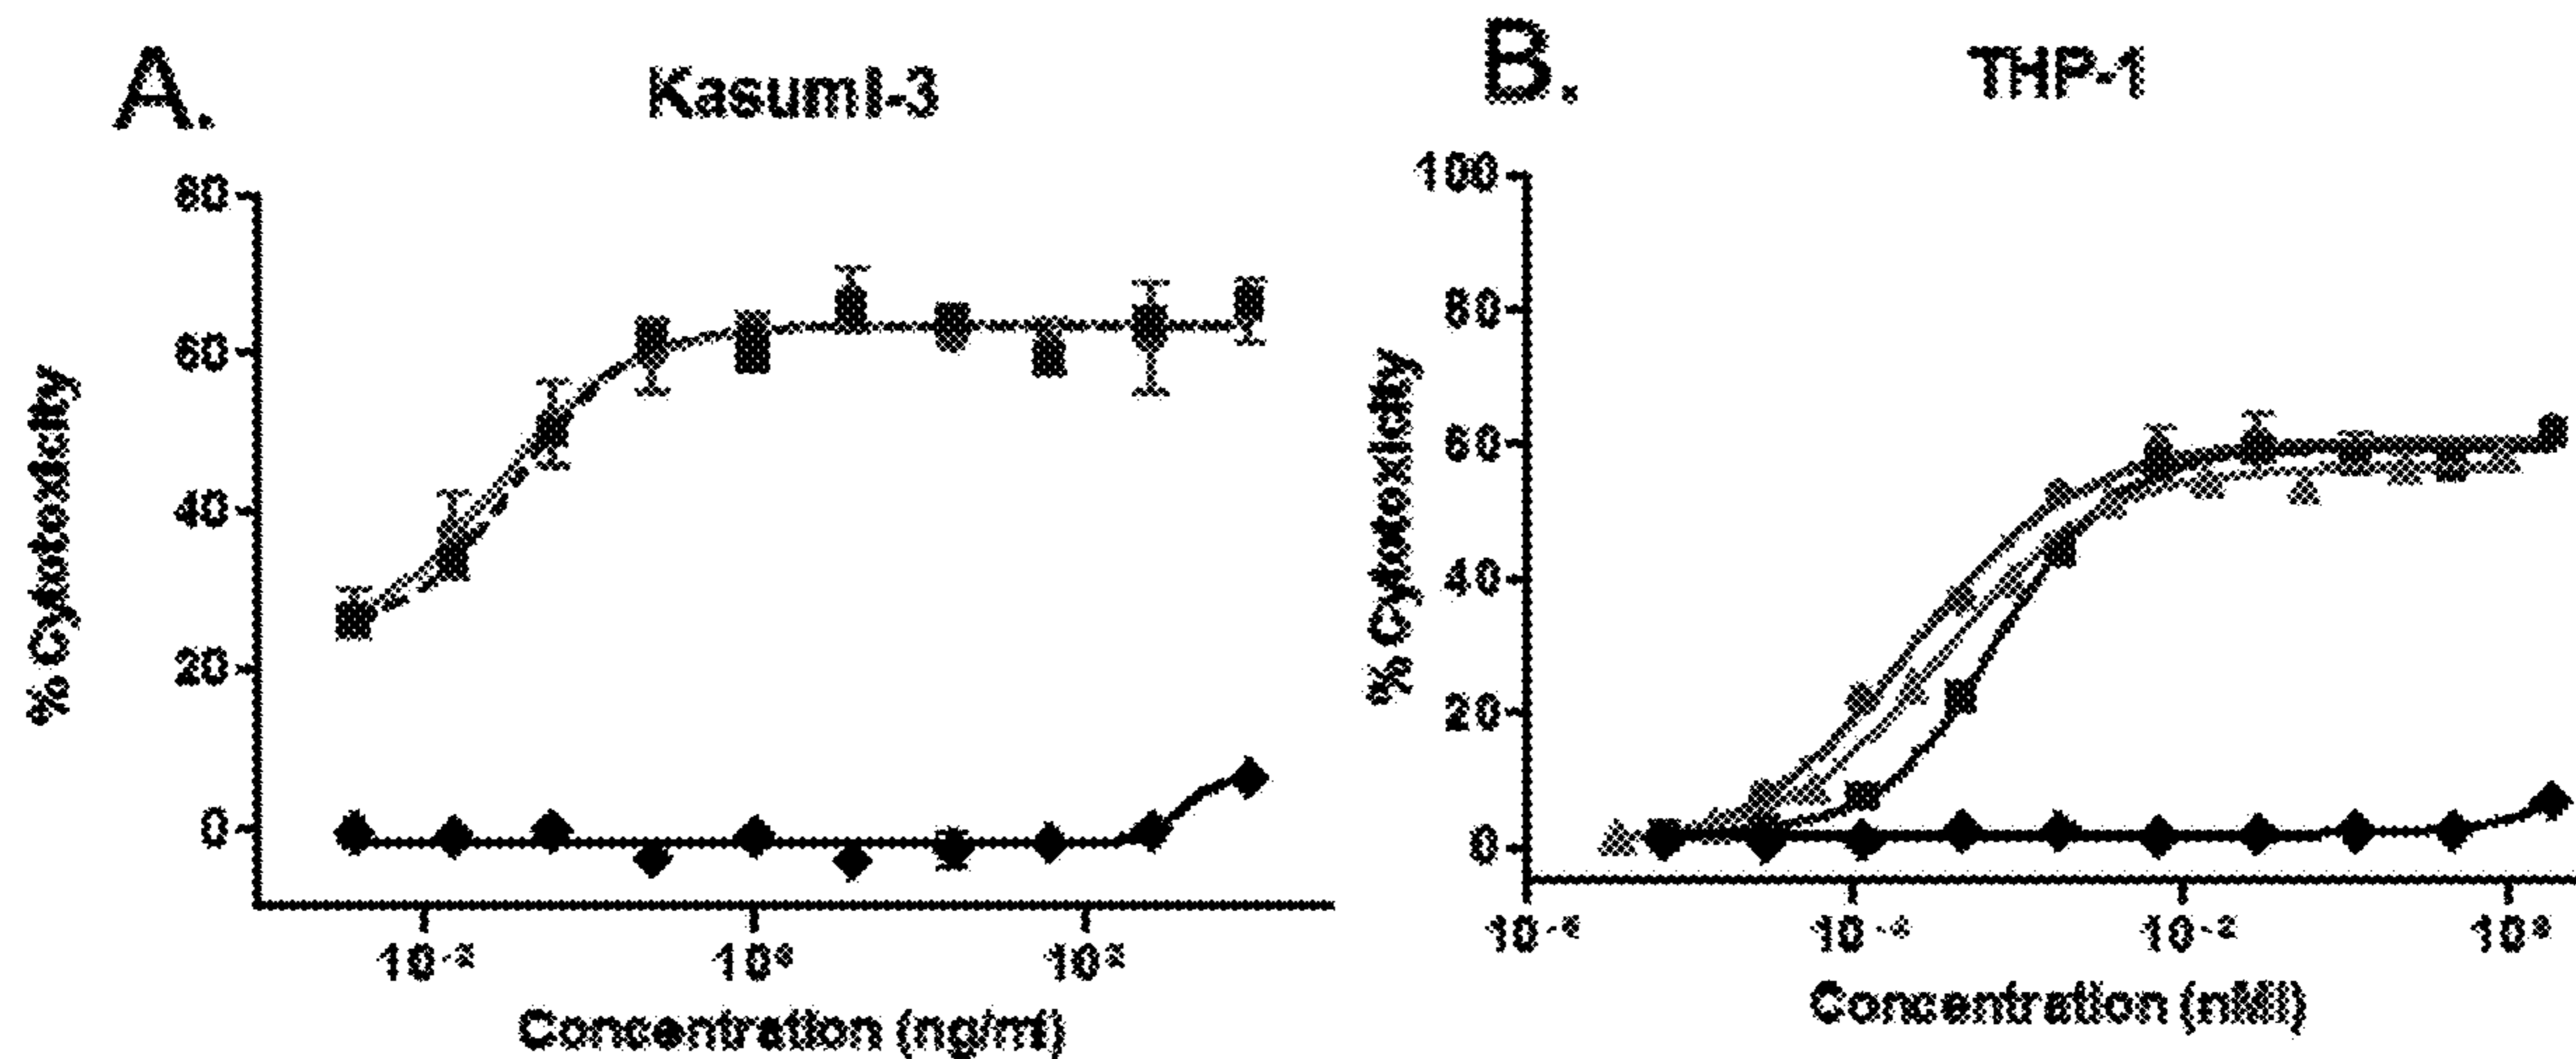 A.
Kasumi-3
% Cytotoxicity
80
60
40
20
0
10⁻²
10⁰
10²
Concentration (ng/ml)
B.
THP-1
% Cytotoxicity
100
80
60
40
20
0
10⁻⁶
10⁻⁴
10⁻²
10⁰
Concentration (nM)